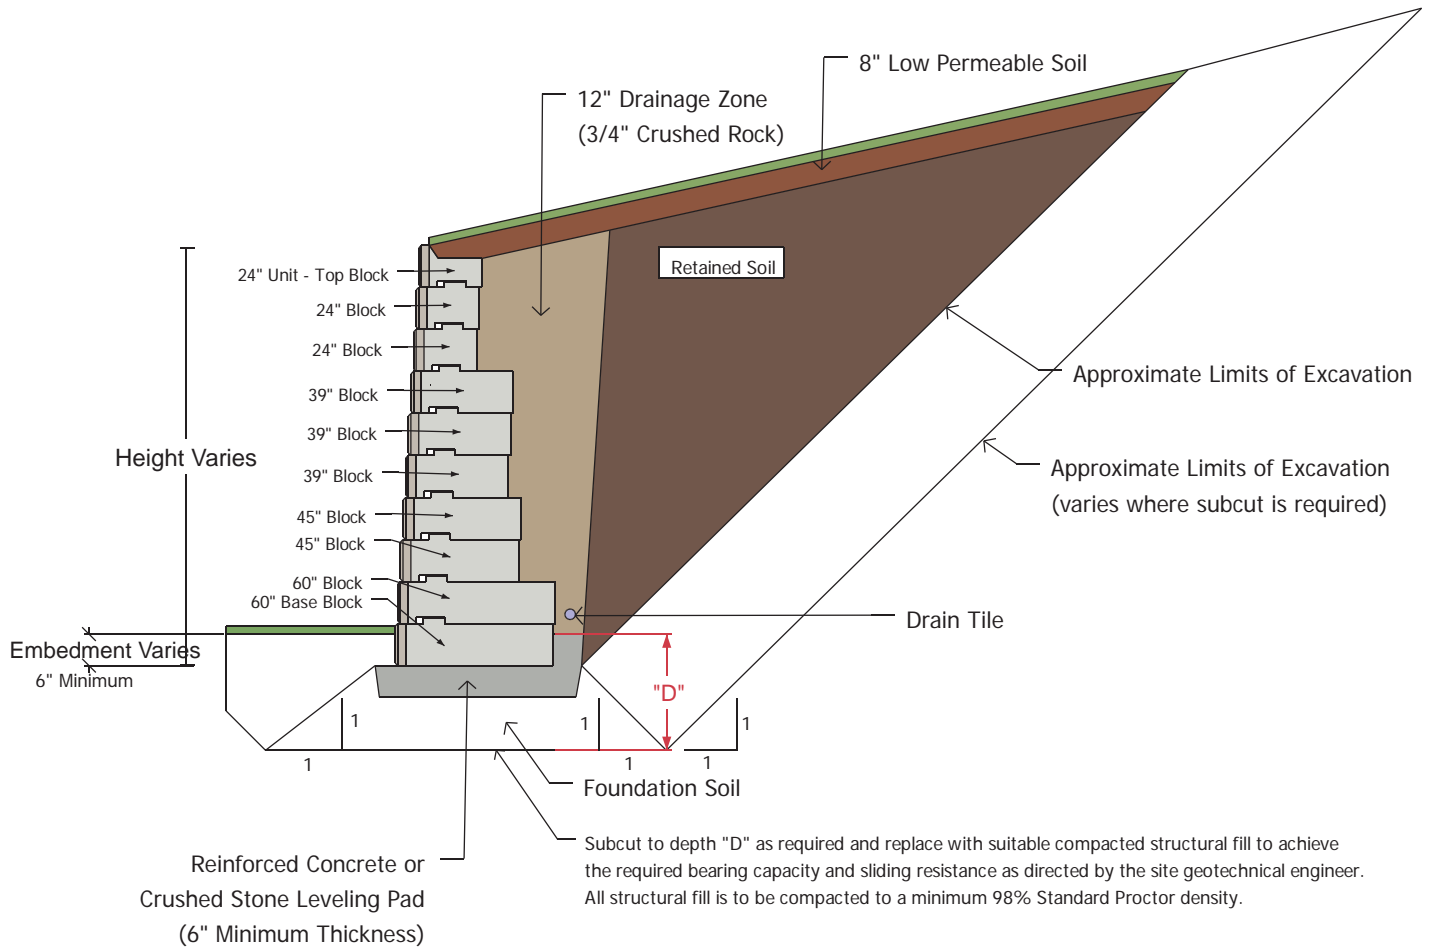 8" Low Permeable Soil
12" Drainage Zone
(3/4" Crushed Rock)
Retained Soil
24" Unit - Top Block
24" Block
24" Block
39" Block
39" Block
39" Block
45" Block
45" Block
60" Block
60" Base Block
Height Varies
Embedment Varies
6" Minimum
Approximate Limits of Excavation
Approximate Limits of Excavation
(varies where subcut is required)
Drain Tile
"D"
1
1
1
1
1
1
Foundation Soil
Subcut to depth "D" as required and replace with suitable compacted structural fill to achieve
the required bearing capacity and sliding resistance as directed by the site geotechnical engineer.
All structural fill is to be compacted to a minimum 98% Standard Proctor density.
Reinforced Concrete or
Crushed Stone Leveling Pad
(6" Minimum Thickness)